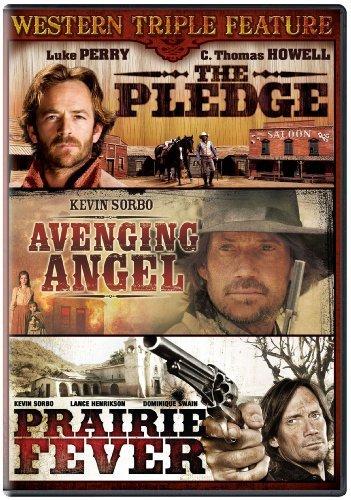 WESTERN TRIPLE FEATURE
Luke PERRY C. Thomas HOWELL
THE
PLEDGE
SALOON
KEVIN SORBO
AVENGING
ANGEL
KEVIN SORBO LANCE HENRIKSEN DOMINIQUE SWAIN
PRAIRIE
FEVER